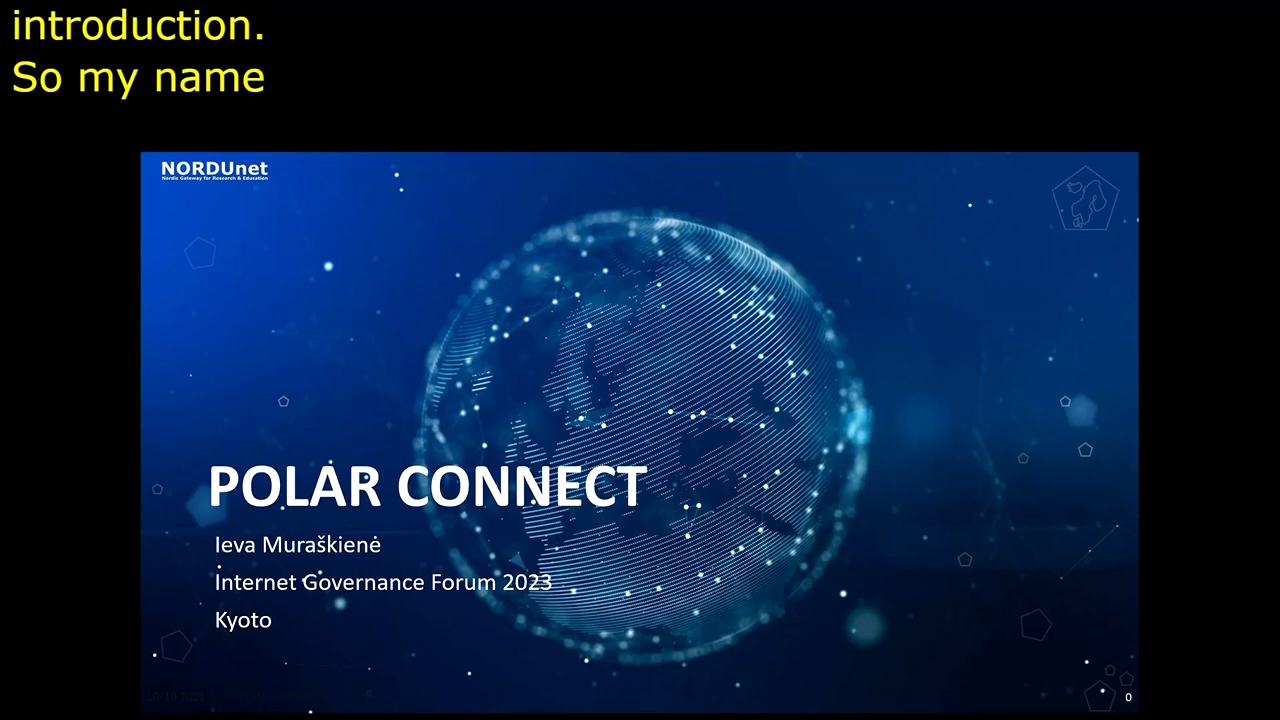 introduction.
So my name
NORDUnet
Nordic Gateway for Research & Education
POLAR CONNECT
Ieva Muraškienė
Internet Governance Forum 2023
Kyoto
0